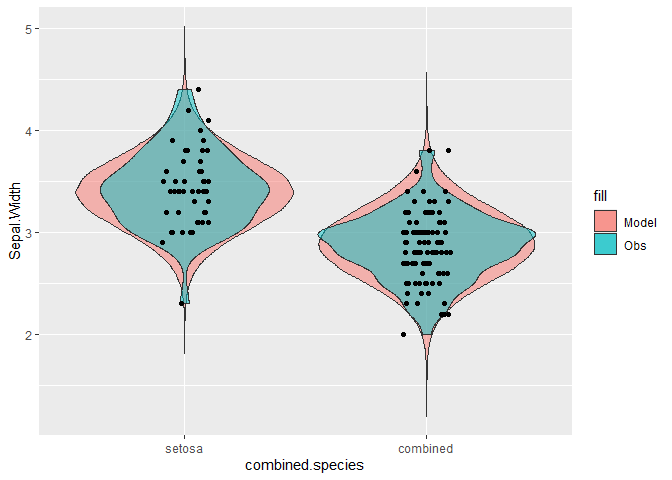 5
4
3
2
Sepal.Width
setosa
combined
combined.species
fill
Model
Obs